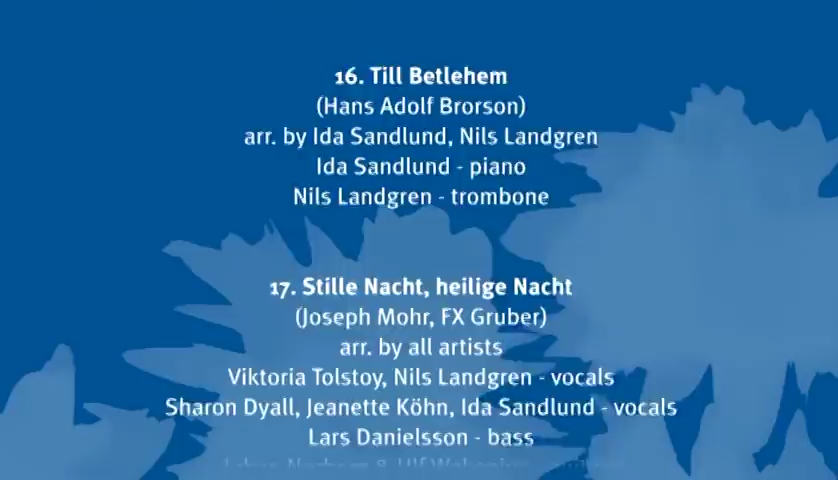 16. Till Betlehem
(Hans Adolf Brorson)
arr. by Ida Sandlund, Nils Landgren
Ida Sandlund - piano
Nils Landgren - trombone
17. Stille Nacht, heilige Nacht
(Joseph Mohr, FX Gruber)
arr. by all artists
Viktoria Tolstoy, Nils Landgren - vocals
Sharon Dyall, Jeanette Köhn, Ida Sandlund - vocals
Lars Danielsson - bass